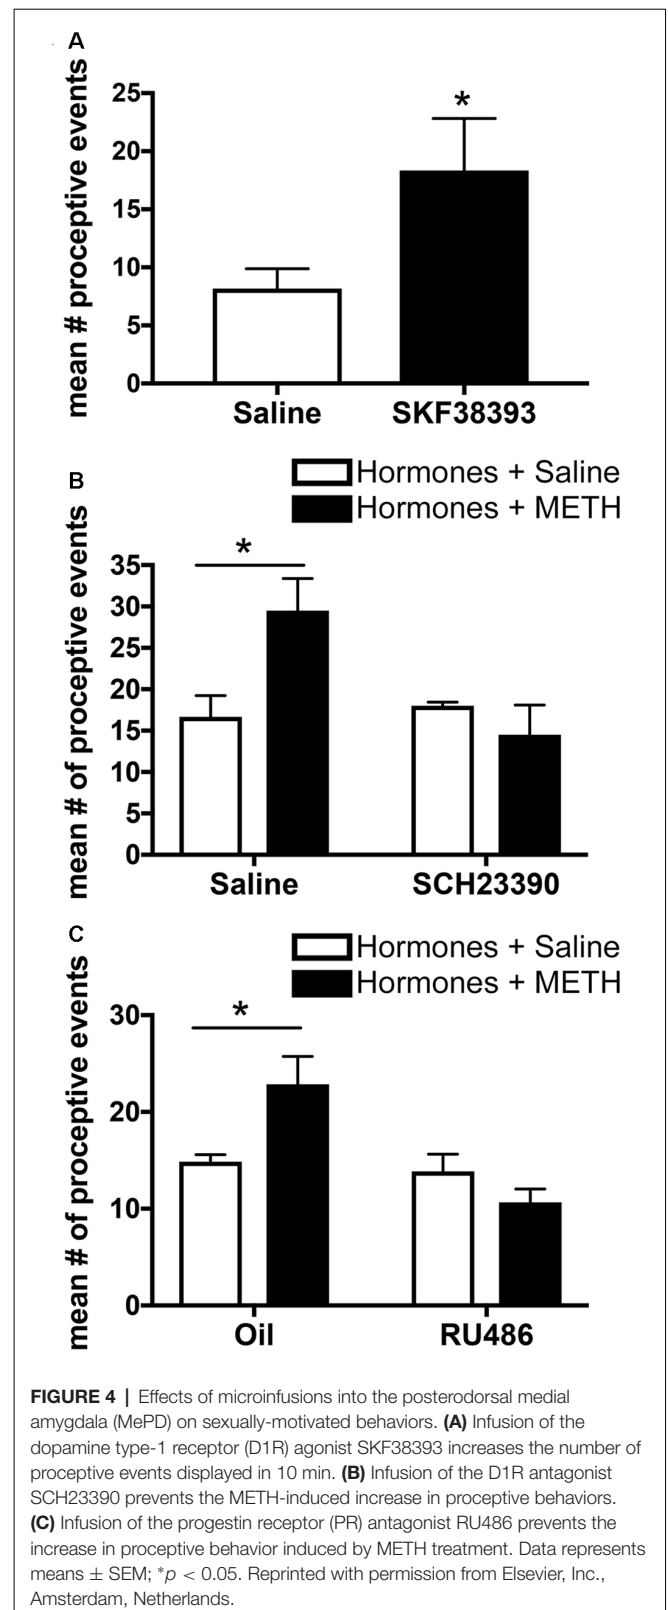 A
mean # proceptive events
25
20
15
10
5
0
*
Saline SKF38393
B
Hormones + Saline
Hormones + METH
mean # of proceptive events
35
30
25
20
15
10
5
0
*
Saline SCH23390
C
Hormones + Saline
Hormones + METH
mean # of proceptive events
30
20
10
0
*
Oil RU486
FIGURE 4 | Effects of microinfusions into the posterodorsal medial
amygdala (MePD) on sexually-motivated behaviors. (A) Infusion of the
dopamine type-1 receptor (D1R) agonist SKF38393 increases the number of
proceptive events displayed in 10 min. (B) Infusion of the D1R antagonist
SCH23390 prevents the METH-induced increase in proceptive behaviors.
(C) Infusion of the progestin receptor (PR) antagonist RU486 prevents the
increase in proceptive behavior induced by METH treatment. Data represents
means ± SEM; *p < 0.05. Reprinted with permission from Elsevier, Inc.,
Amsterdam, Netherlands.